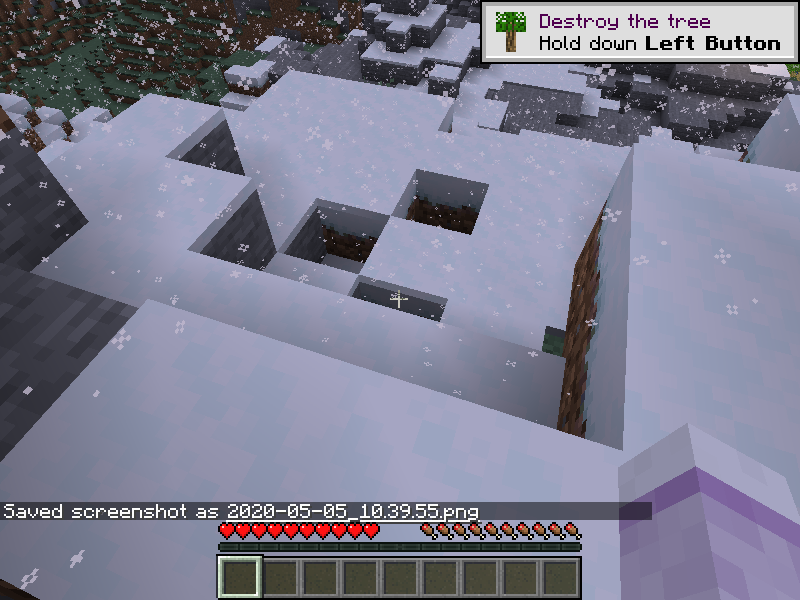 Destroy the tree
Hold down Left Button
Saved screenshot as 2020-05-05_10.39.55.png